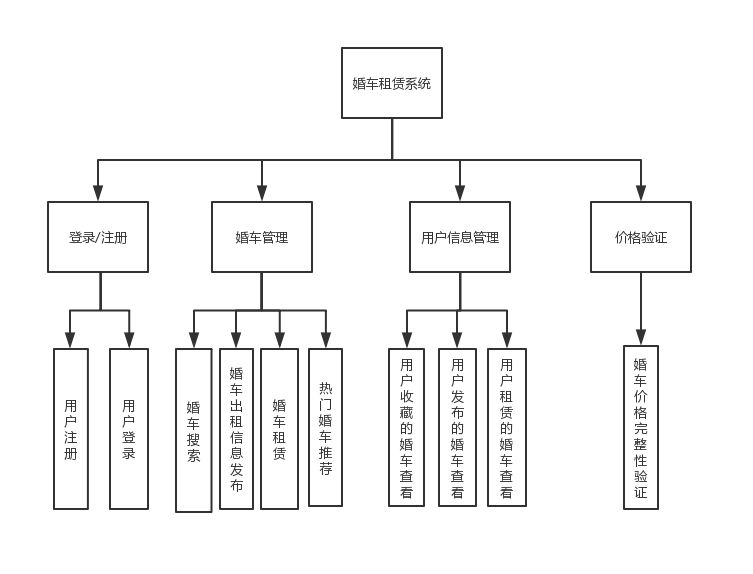 婚车租赁系统
登录/注册
婚车管理
用户信息管理
价格验证
用户注册
用户登录
婚车搜索
婚车出租信息发布
婚车租赁
热门婚车推荐
用户收藏的婚车查看
用户发布的婚车查看
用户租赁的婚车查看
婚车价格完整性验证